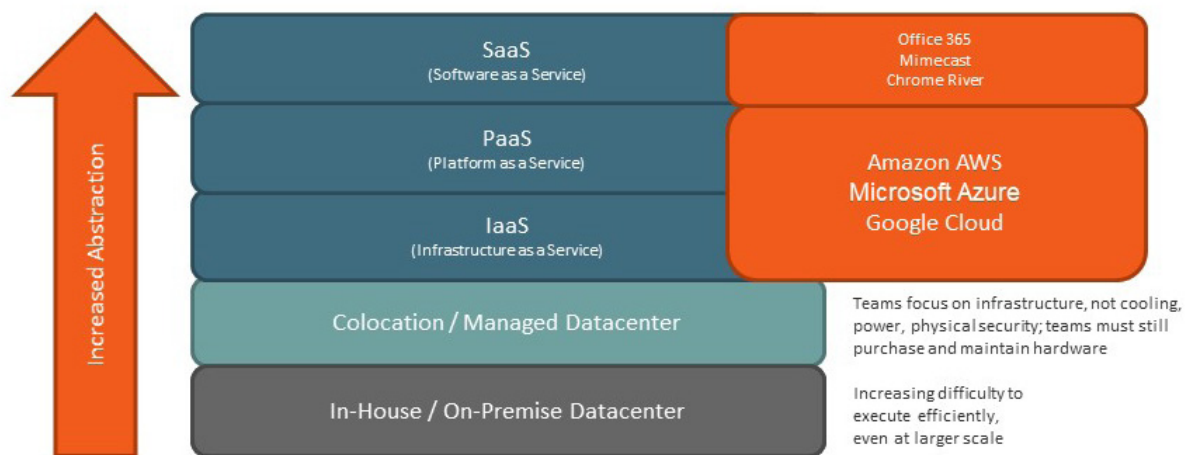 Increased Abstraction
SaaS
(Software as a Service)
Office 365
Mimecast
Chrome River
PaaS
(Platform as a Service)
Amazon AWS
Microsoft Azure
Google Cloud
IaaS
(Infrastructure as a Service)
Colocation / Managed Datacenter
Teams focus on infrastructure, not cooling,
power, physical security; teams must still
purchase and maintain hardware
In-House / On-Premise Datacenter
Increasing difficulty to
execute efficiently,
even at larger scale